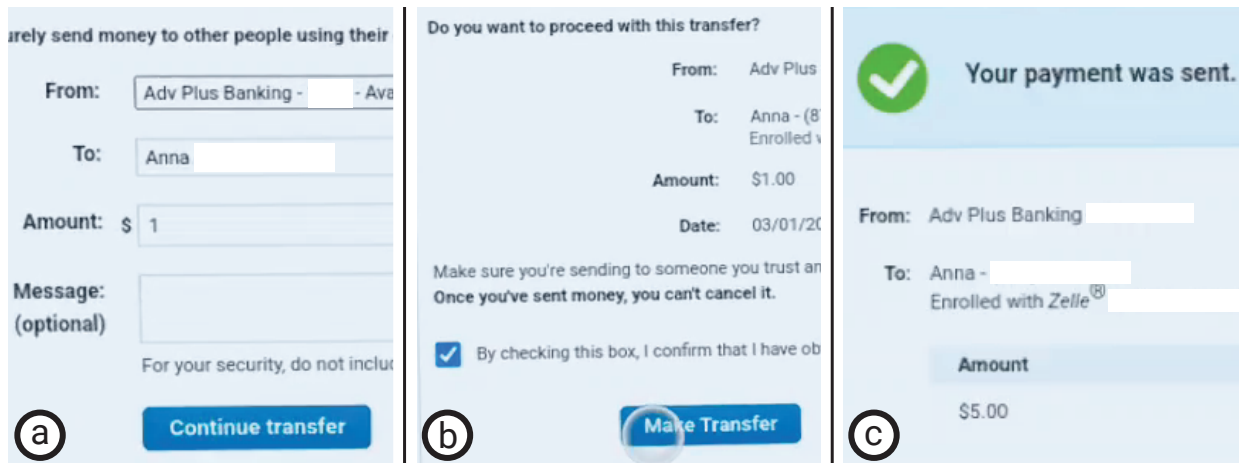 urely send money to other people using their
From:
Adv Plus Banking - - Ava
To:
Anna
Amount: $ 1
Message:
(optional)
For your security, do not includ
Continue transfer
a
Do you want to proceed with this transfer?
From: Adv Plus
To: Anna - (8
Enrolled
Amount: $1.00
Date: 03/01/20
Make sure you're sending to someone you trust an
Once you've sent money, you can't cancel it.
By checking this box, I confirm that I have ob
Make Transfer
b
Your payment was sent.
From: Adv Plus Banking
To: Anna -
Enrolled with Zelle®
Amount
$5.00
c